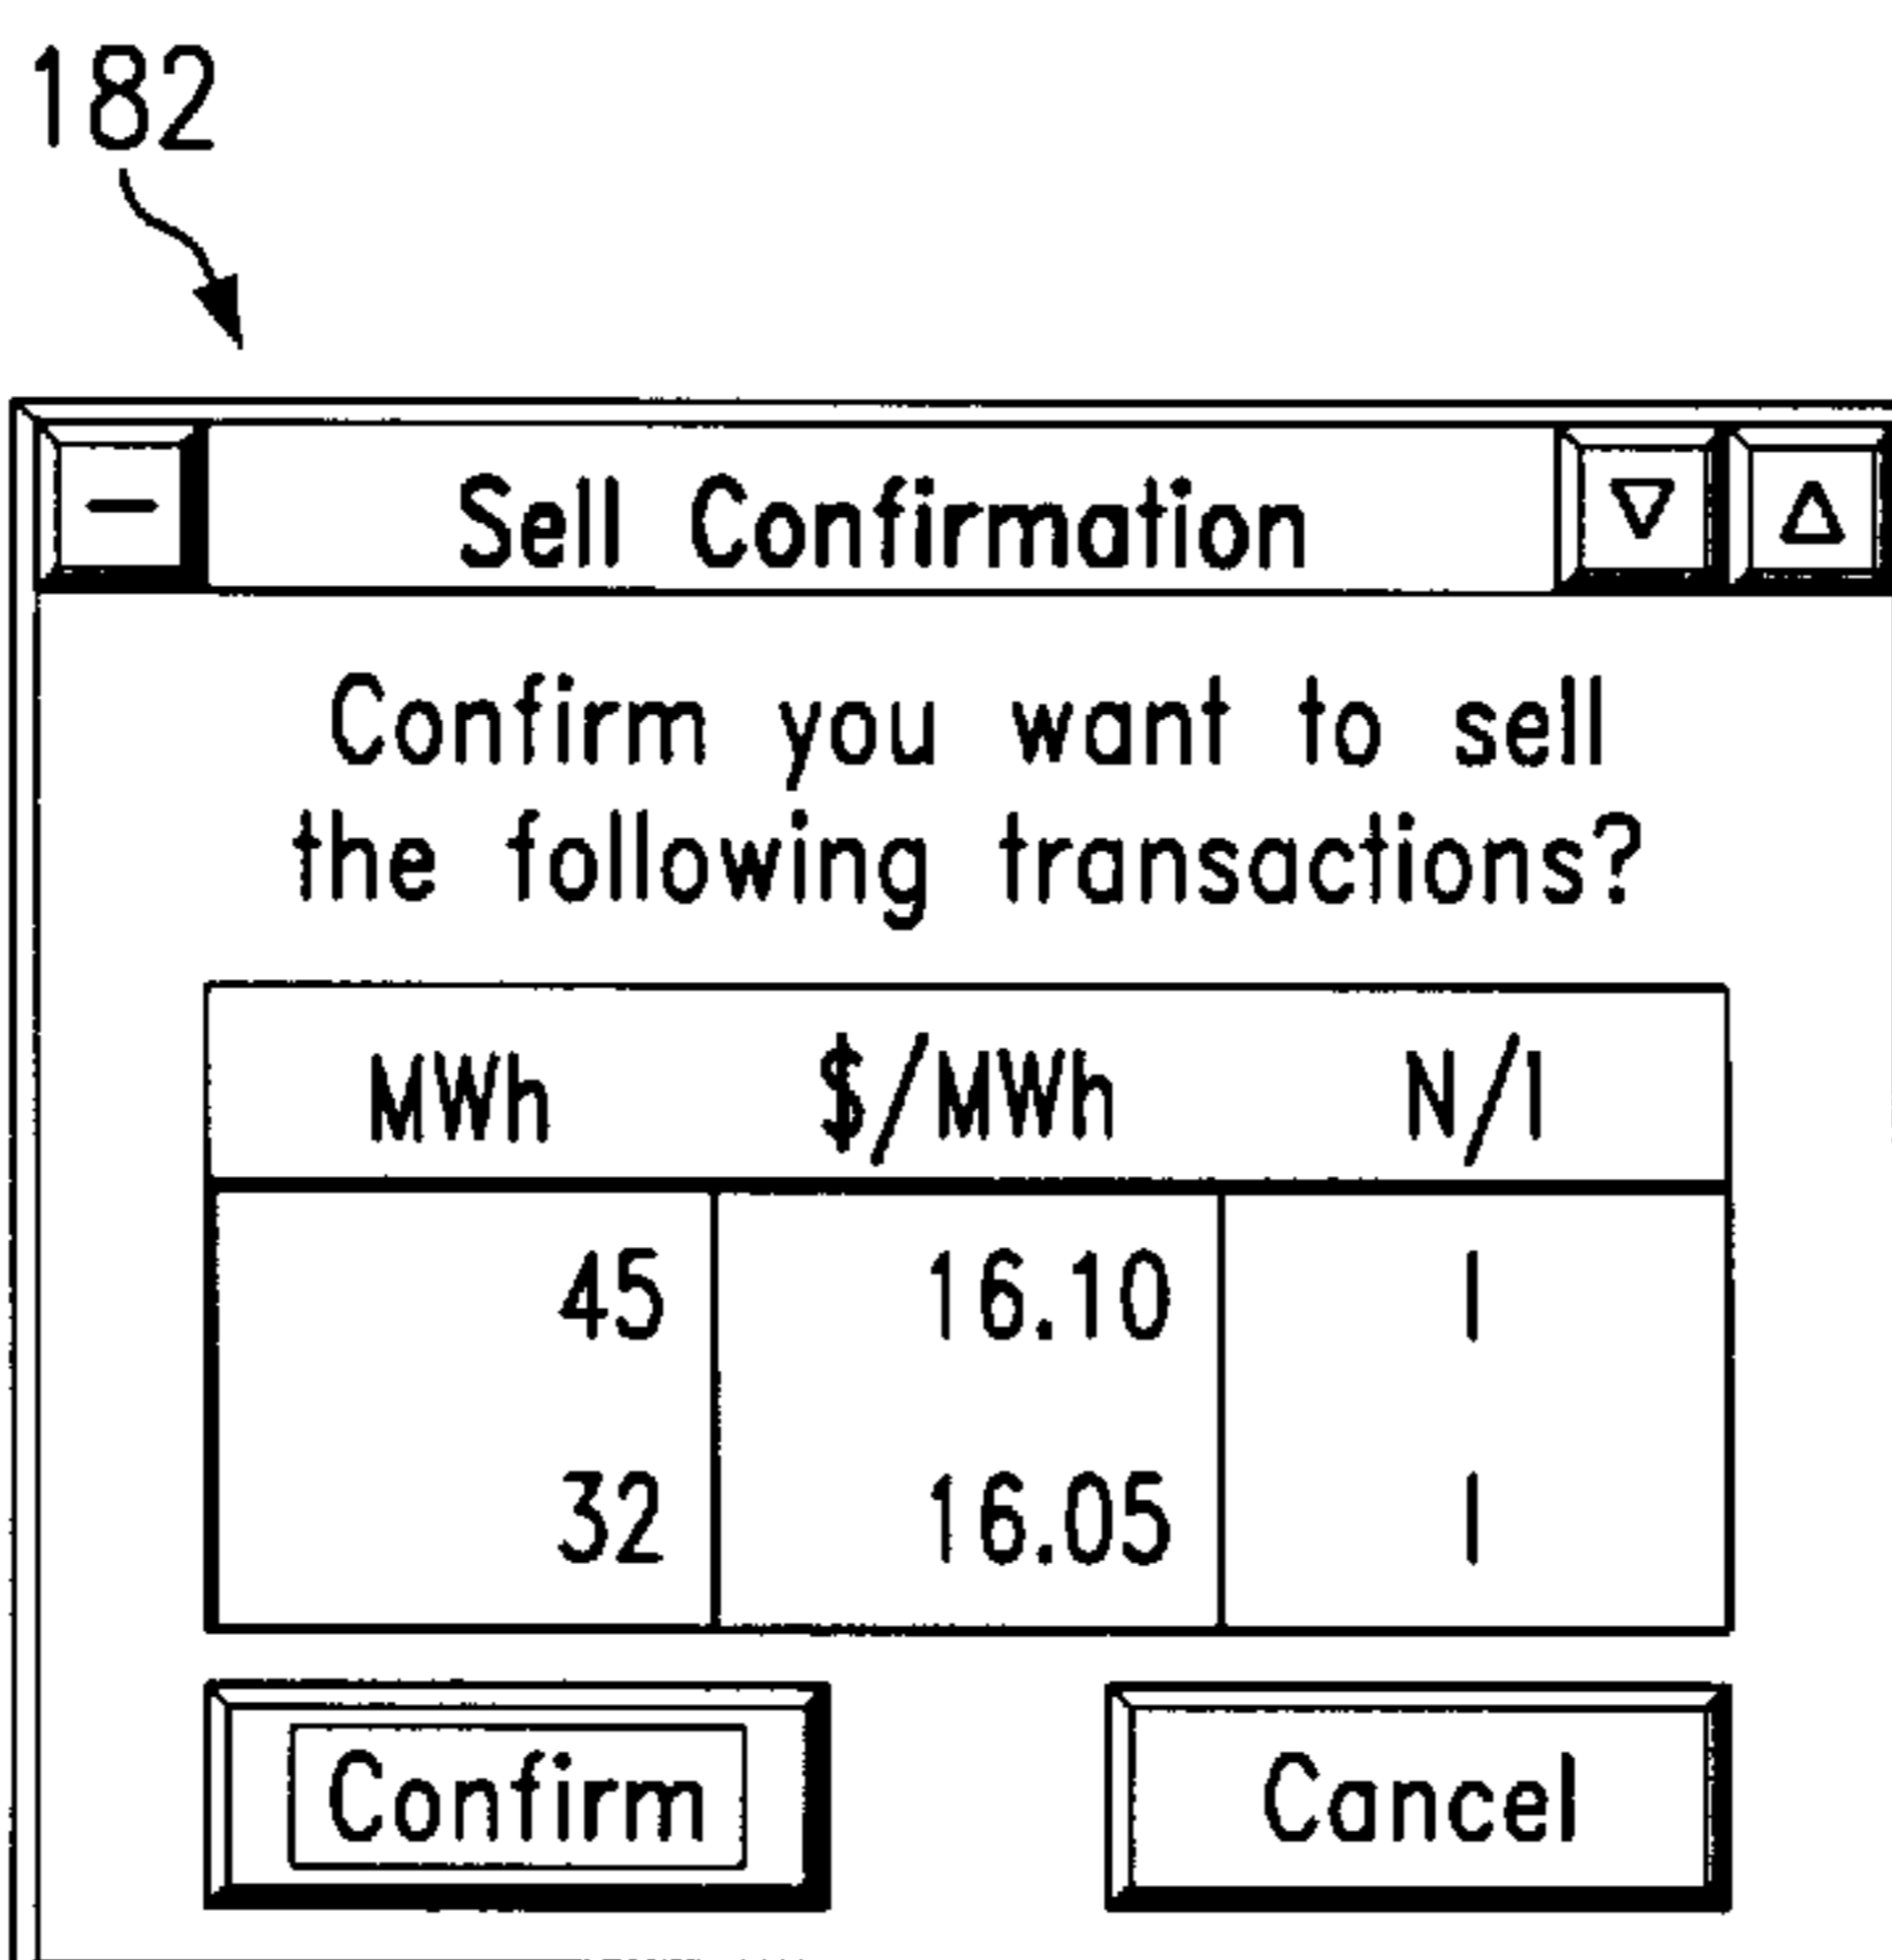 182
Sell Confirmation
Confirm you want to sell
the following transactions?
MWh $/MWh N/I
45 16.10 I
32 16.05 I
Confirm Cancel